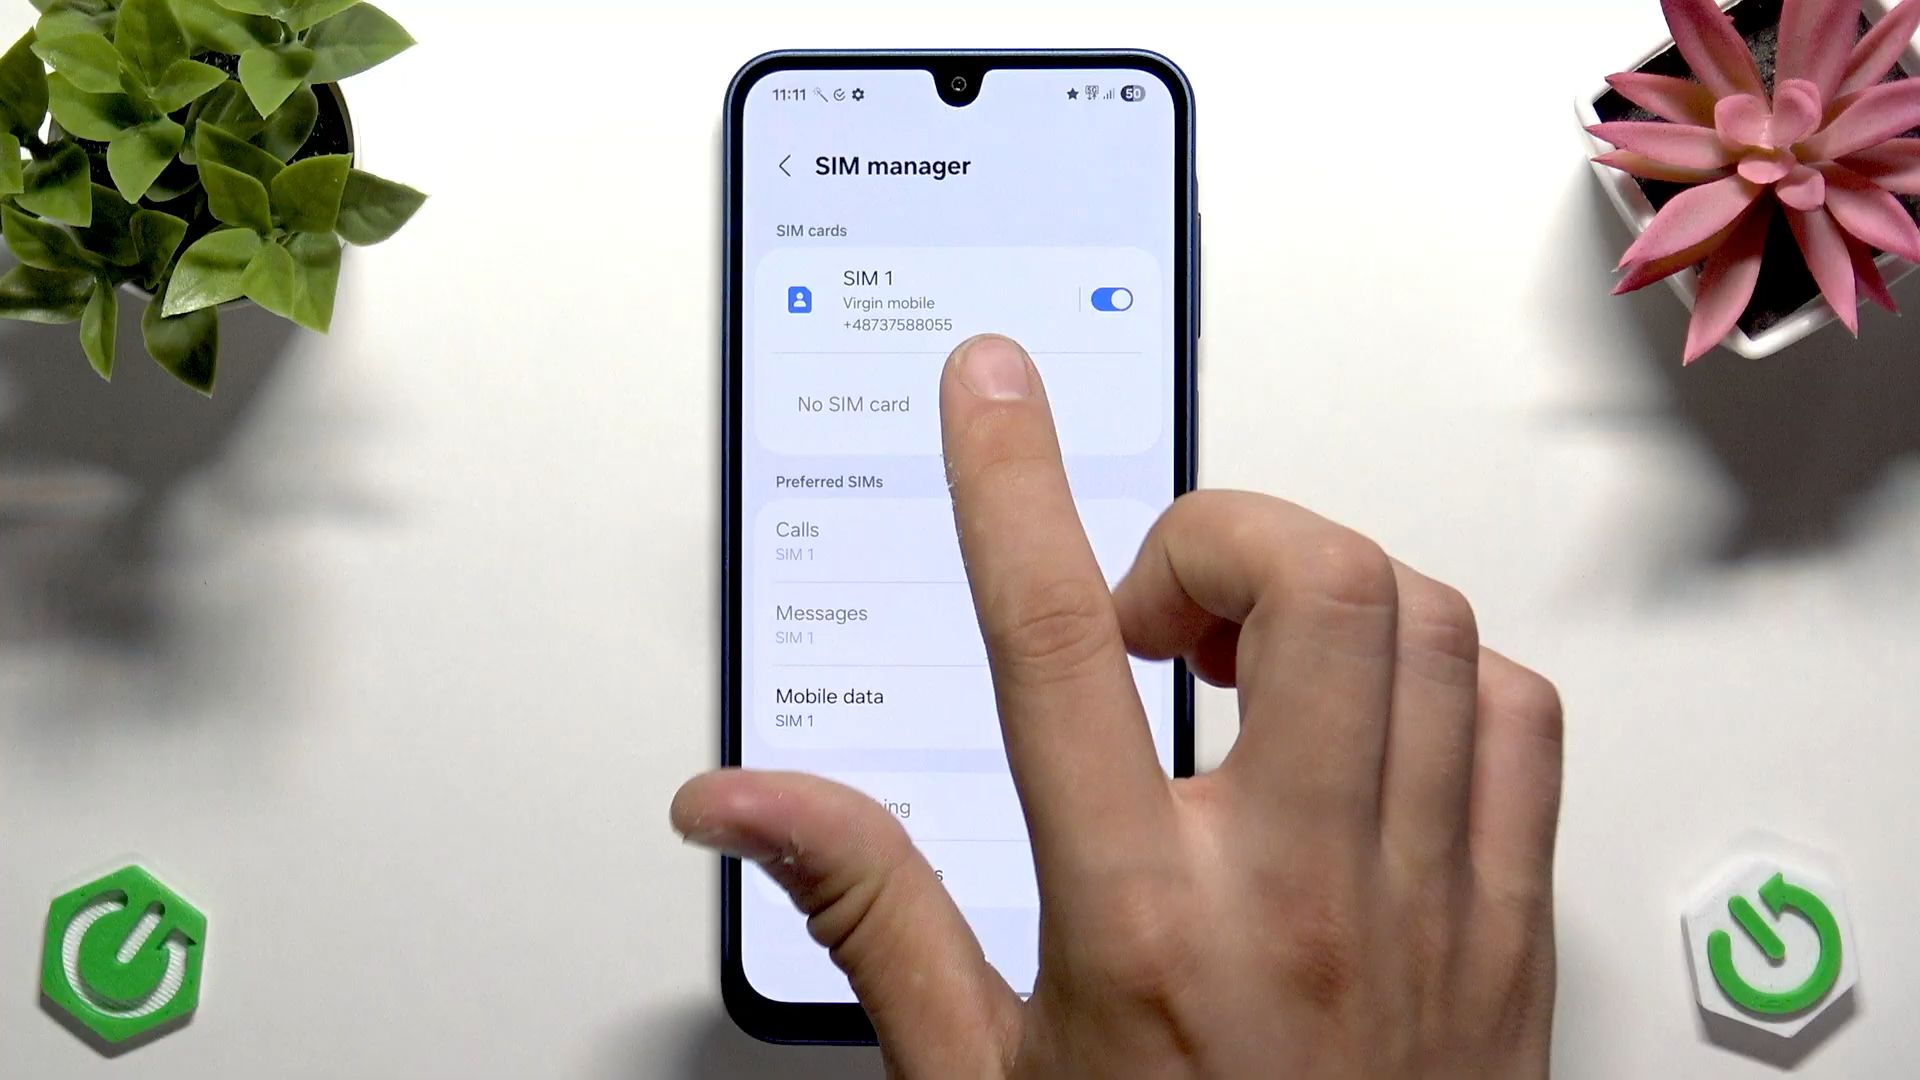 11:11
50
SIM manager
SIM cards
SIM 1
Virgin mobile
+48737588055
No SIM card
Preferred SIMs
Calls
SIM 1
Messages
SIM 1
Mobile data
SIM 1